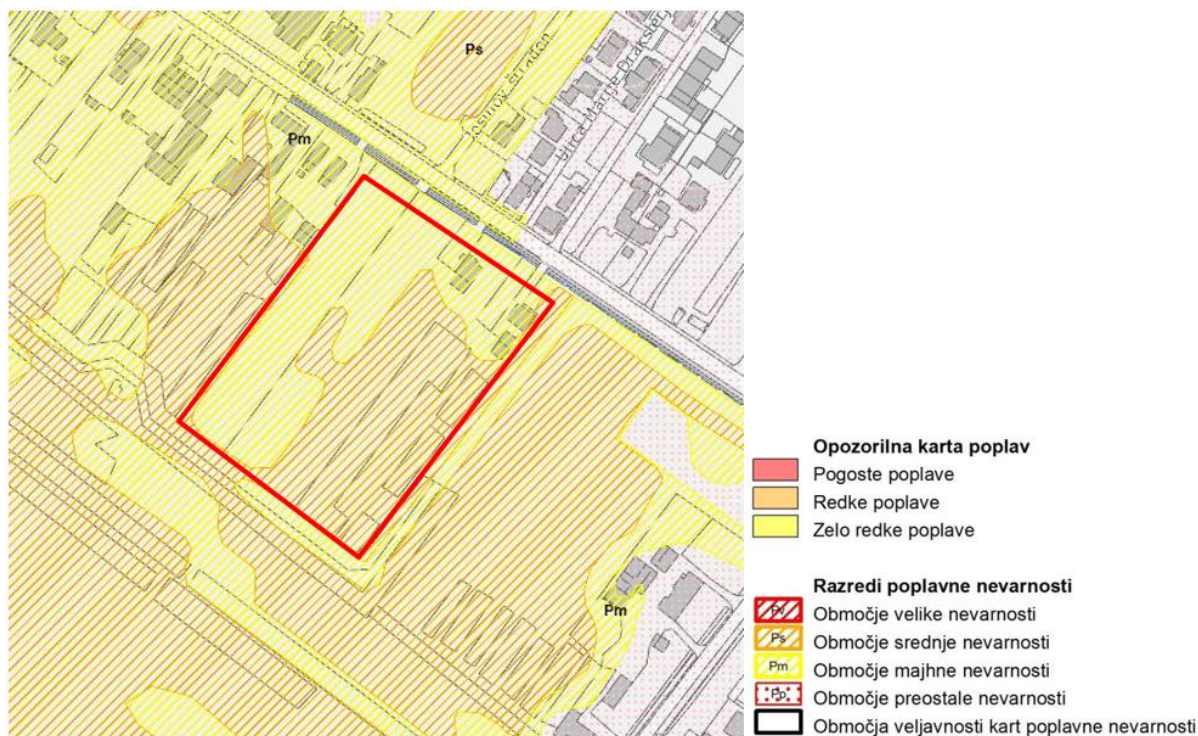 Ps
Pm
Pm
Opozorilna karta poplav
Pogoste poplave
Redke poplave
Zelo redke poplave
Razredi poplavne nevarnosti
Pv Območje velike nevarnosti
Ps Območje srednje nevarnosti
Pm Območje majhne nevarnosti
Pp Območje preostale nevarnosti
Območja veljavnosti kart poplavne nevarnosti
Ulica Marije
štradon